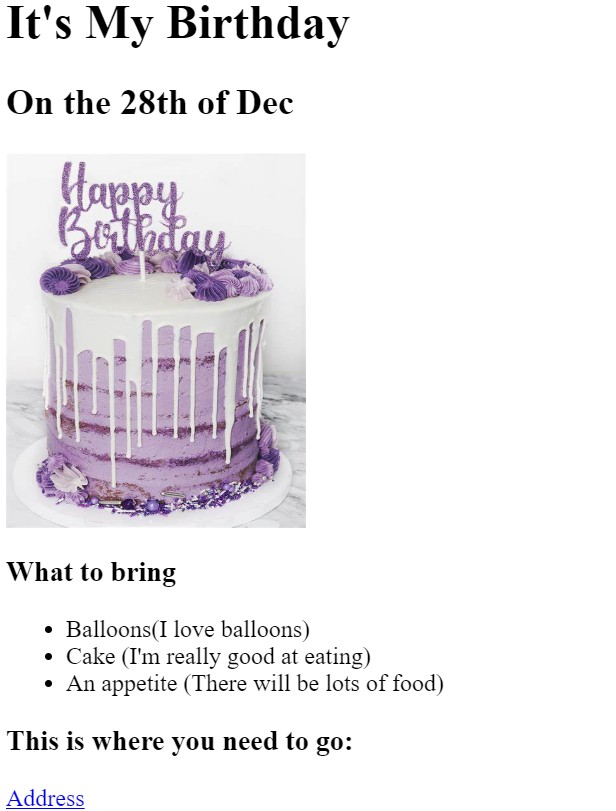 It's My Birthday
On the 28th of Dec
Happy
Birthday
What to bring
Balloons(I love balloons)
Cake (I'm really good at eating)
An appetite (There will be lots of food)
This is where you need to go:
Address